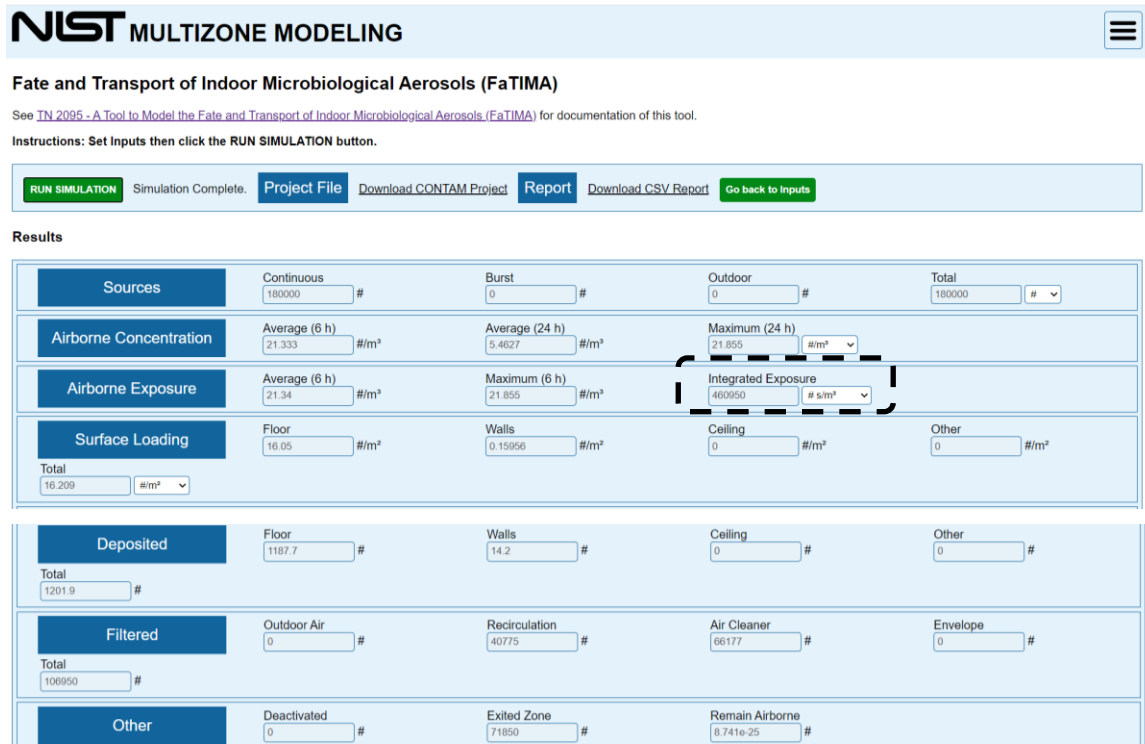 NIST MULTIZONE MODELING
Fate and Transport of Indoor Microbiological Aerosols (FaTIMA)
See TN 2095 - A Tool to Model the Fate and Transport of Indoor Microbiological Aerosols (FaTIMA) for documentation of this tool.
Instructions: Set Inputs then click the RUN SIMULATION button.
RUN SIMULATION Simulation Complete. Project File Download CONTAM Project Report Download CSV Report Go back to Inputs
Results
Sources
Continuous Burst Outdoor Total
180000 # 0 # 0 # 180000 #
Airborne Concentration
Average (6 h) Average (24 h) Maximum (24 h)
21.333 #/m³ 5.4627 #/m³ 21.855 #/m³
Airborne Exposure
Average (6 h) Maximum (6 h) Integrated Exposure
21.34 #/m³ 21.855 #/m³ 460950 # s/m³
Surface Loading
Floor Walls Ceiling Other
16.05 #/m² 0.15956 #/m² 0 #/m² 0 #/m²
Total
16.209 #/m²
Deposited
Floor Walls Ceiling Other
1187.7 # 14.2 # 0 # 0 #
Total
1201.9 #
Filtered
Outdoor Air Recirculation Air Cleaner Envelope
0 # 40775 # 66177 # 0 #
Total
106950 #
Other
Deactivated Exited Zone Remain Airborne
0 # 71850 # 8.741e-25 #